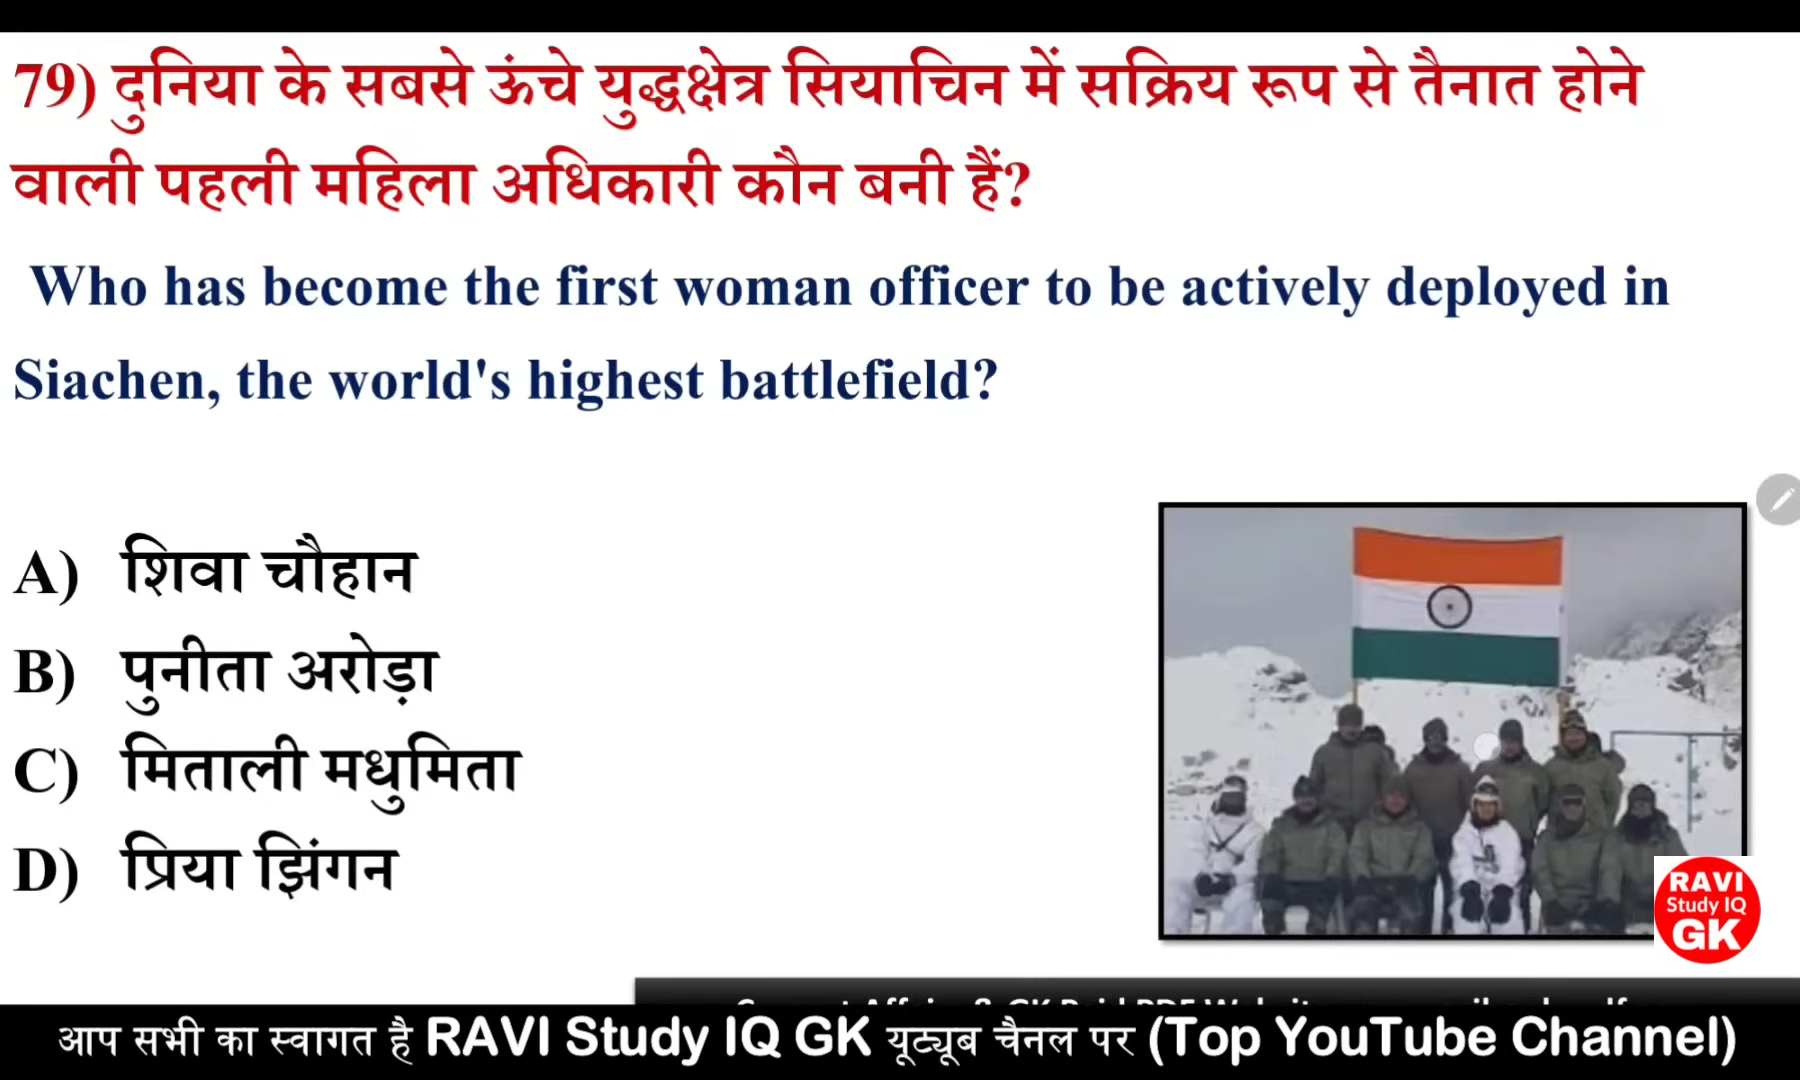 79) दुनिया के सबसे ऊंचे युद्धक्षेत्र सियाचिन में सक्रिय रूप से तैनात होने
वाली पहली महिला अधिकारी कौन बनी हैं?
Who has become the first woman officer to be actively deployed in
Siachen, the world's highest battlefield?
A) शिवा चौहान
B) पुनीता अरोड़ा
C) मिताली मधुमिता
D) प्रिया झिंगन
RAVI
Study IQ
GK
आप सभी का स्वागत है RAVI Study IQ GK यूट्यूब चैनल पर (Top YouTube Channel)